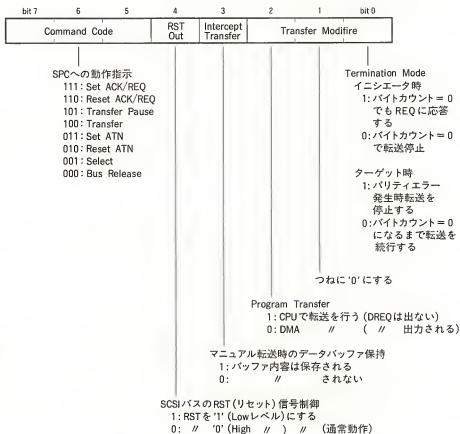 bit 7 6 5 4 3 2 1 bit 0
Command Code
RST Out
Intercept Transfer
Transfer Modifire
SPCへの動作指示
111: Set ACK/REQ
110: Reset ACK/REQ
101: Transfer Pause
100: Transfer
011: Set ATN
010: Reset ATN
001: Select
000: Bus Release
Termination Mode
イニシエータ時
1: バイトカウント=0
でもREQに応答
する
0: バイトカウント=0
で転送停止
ターゲット時
1: パリティエラー
発生時転送を
停止する
0: バイトカウント=0
になるまで転送を
続行する
つねに'0'にする
Program Transfer
1: CPUで転送を行う (DREQは出ない)
0: DMA 〃 ( 〃 出力される)
マニュアル転送時のデータバッファ保持
1: バッファ内容は保存される
0: 〃 されない
SCSIバスのRST(リセット)信号制御
1: RSTを'1'(Lowレベル)にする
0: 〃 '0'(High 〃 ) 〃 (通常動作)